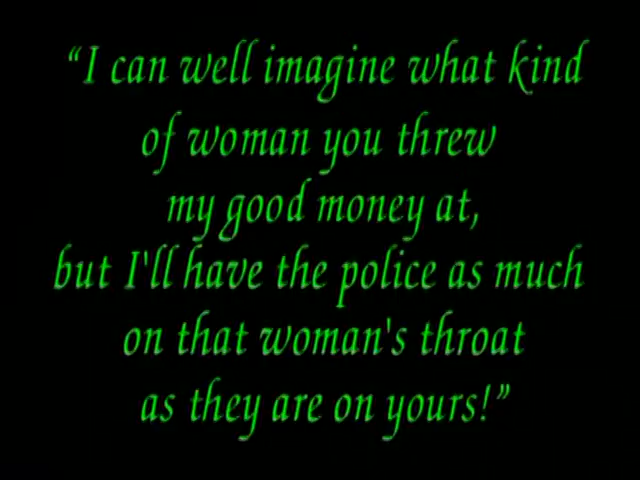 “I can well imagine what kind
of woman you threw
my good money at,
but I'll have the police as much
on that woman's throat
as they are on yours!”